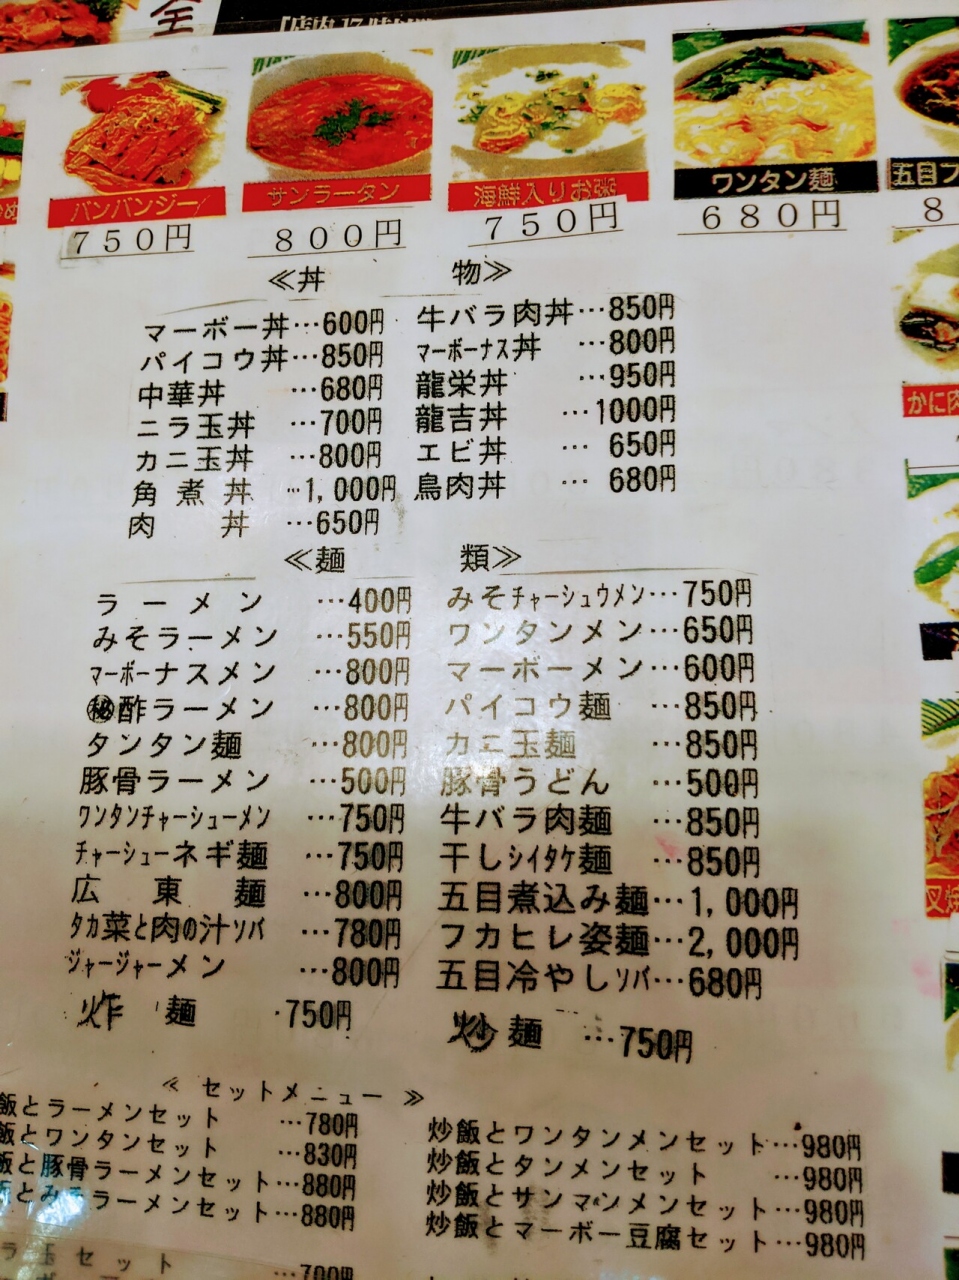 全
バンバンジー
サンラータン
海鮮入りお粥
ワンタン麺
五目フ
750円
800円
750円
680円
8
≪丼 物≫
マーボー丼…600円
パイコウ丼…850円
中華丼 …680円
ニラ玉丼 …700円
カニ玉丼 …800円
角煮丼 …1,000円
肉 丼 …650円
牛バラ肉丼…850円
マーボーナス丼 …800円
龍栄丼 …950円
龍吉丼 …1000円
エビ丼 … 650円
鳥肉丼 … 680円
かに肉
≪麺 類≫
ラーメン …400円
みそラーメン …550円
マーボーナスメン …800円
㊙酢ラーメン …800円
タンタン麺 …800円
豚骨ラーメン …500円
ワンタンチャーシューメン …750円
チャーシューネギ麺 …750円
広東麺 …800円
タカ菜と肉の汁ソバ …780円
ジャージャーメン …800円
炸麺 ・750円
みそチャーシュウメン…750円
ワンタンメン…650円
マーボーメン…600円
パイコウ麺 …850円
カニ玉麺 …850円
豚骨うどん …500円
牛バラ肉麺 …850円
干しシイタケ麺 …850円
五目煮込み麺…1,000円
フカヒレ姿麺…2,000円
五目冷やしソバ…680円
炒麺 …750円
≪ セットメニュー ≫
飯とラーメンセット …780円
飯とワンタンセット …830円
飯と豚骨ラーメンセット…880円
飯とみそラーメンセット…880円
玉セット …700円
炒飯とワンタンメンセット…980円
炒飯とタンメンセット …980円
炒飯とサンマンメンセット…980円
炒飯とマーボー豆腐セット…980円